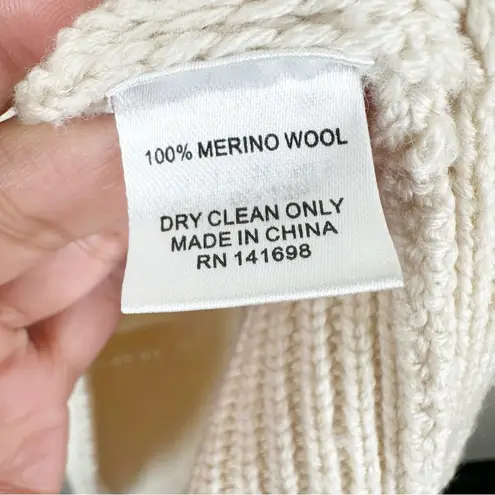 100% MERINO WOOL
DRY CLEAN ONLY
MADE IN CHINA
RN 141698